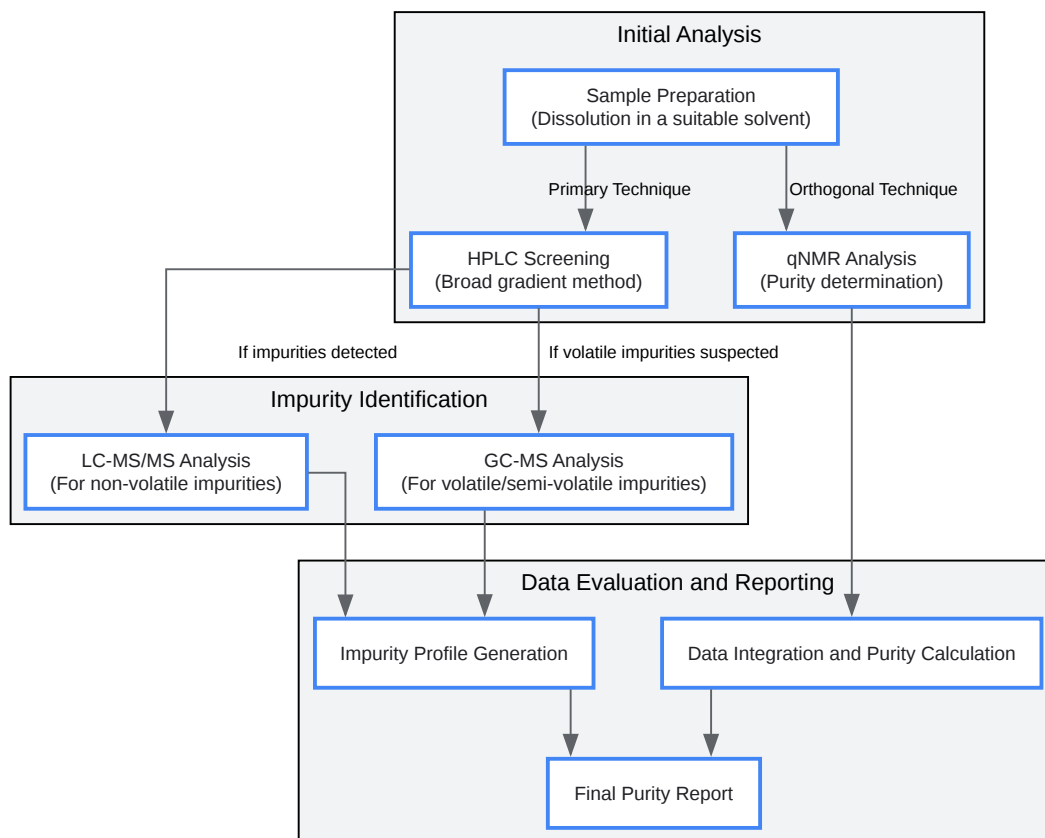 Initial Analysis
Sample Preparation
(Dissolution in a suitable solvent)
Primary Technique
Orthogonal Technique
HPLC Screening
(Broad gradient method)
qNMR Analysis
(Purity determination)
If impurities detected
If volatile impurities suspected
Impurity Identification
LC-MS/MS Analysis
(For non-volatile impurities)
GC-MS Analysis
(For volatile/semi-volatile impurities)
Data Evaluation and Reporting
Impurity Profile Generation
Data Integration and Purity Calculation
Final Purity Report